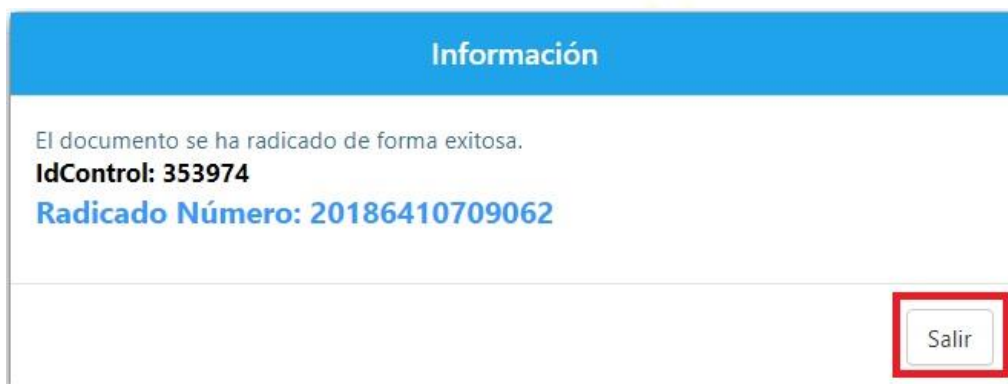 Información
El documento se ha radicado de forma exitosa.
IdControl: 353974
Radicado Número: 20186410709062
Salir